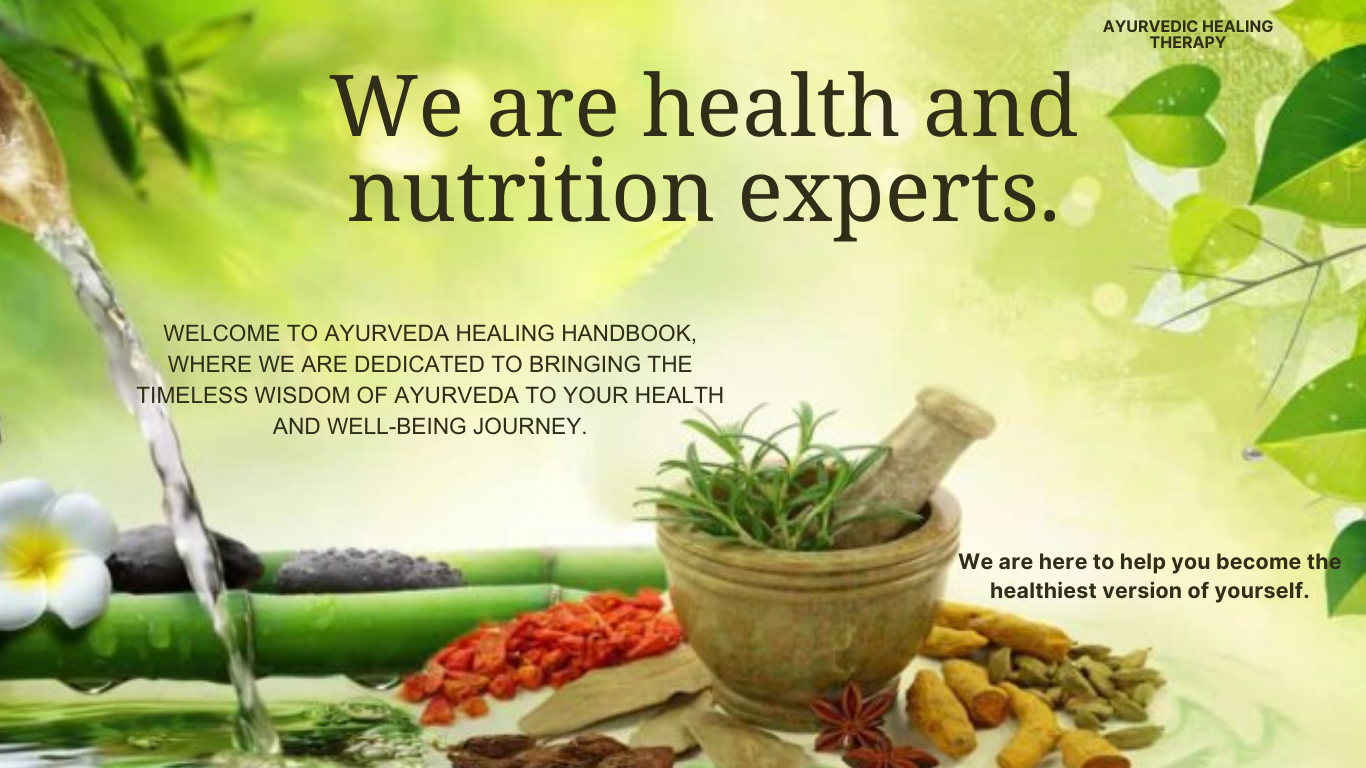 AYURVEDIC HEALING
THERAPY
We are health and
nutrition experts.
WELCOME TO AYURVEDA HEALING HANDBOOK,
WHERE WE ARE DEDICATED TO BRINGING THE
TIMELESS WISDOM OF AYURVEDA TO YOUR HEALTH
AND WELL-BEING JOURNEY.
We are here to help you become the
healthiest version of yourself.